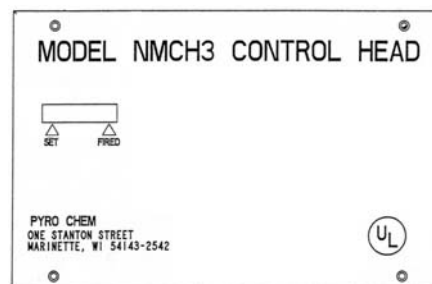 MODEL NMCH3 CONTROL HEAD
SET FIRED
PYRO CHEM
ONE STANTON STREET
MARINETTE, WI 54143-2542
UL